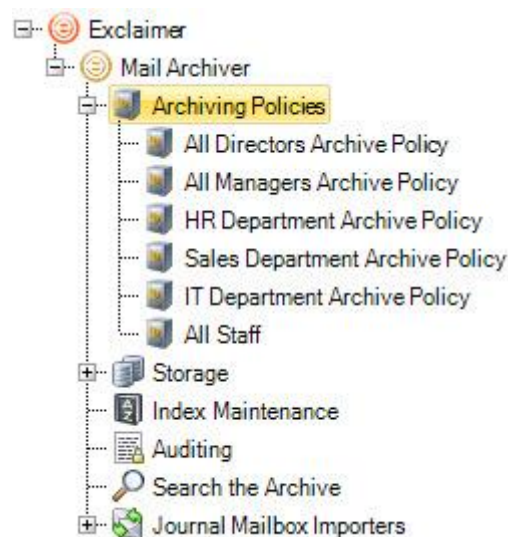 Exclaimer
Mail Archiver
Archiving Policies
All Directors Archive Policy
All Managers Archive Policy
HR Department Archive Policy
Sales Department Archive Policy
IT Department Archive Policy
All Staff
Storage
Index Maintenance
Auditing
Search the Archive
Journal Mailbox Importers